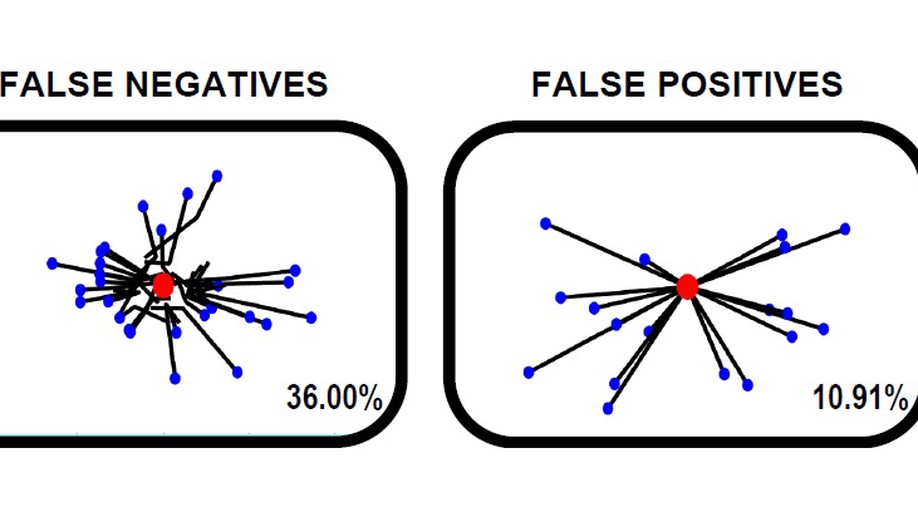 FALSE NEGATIVES
FALSE POSITIVES
36.00%
10.91%